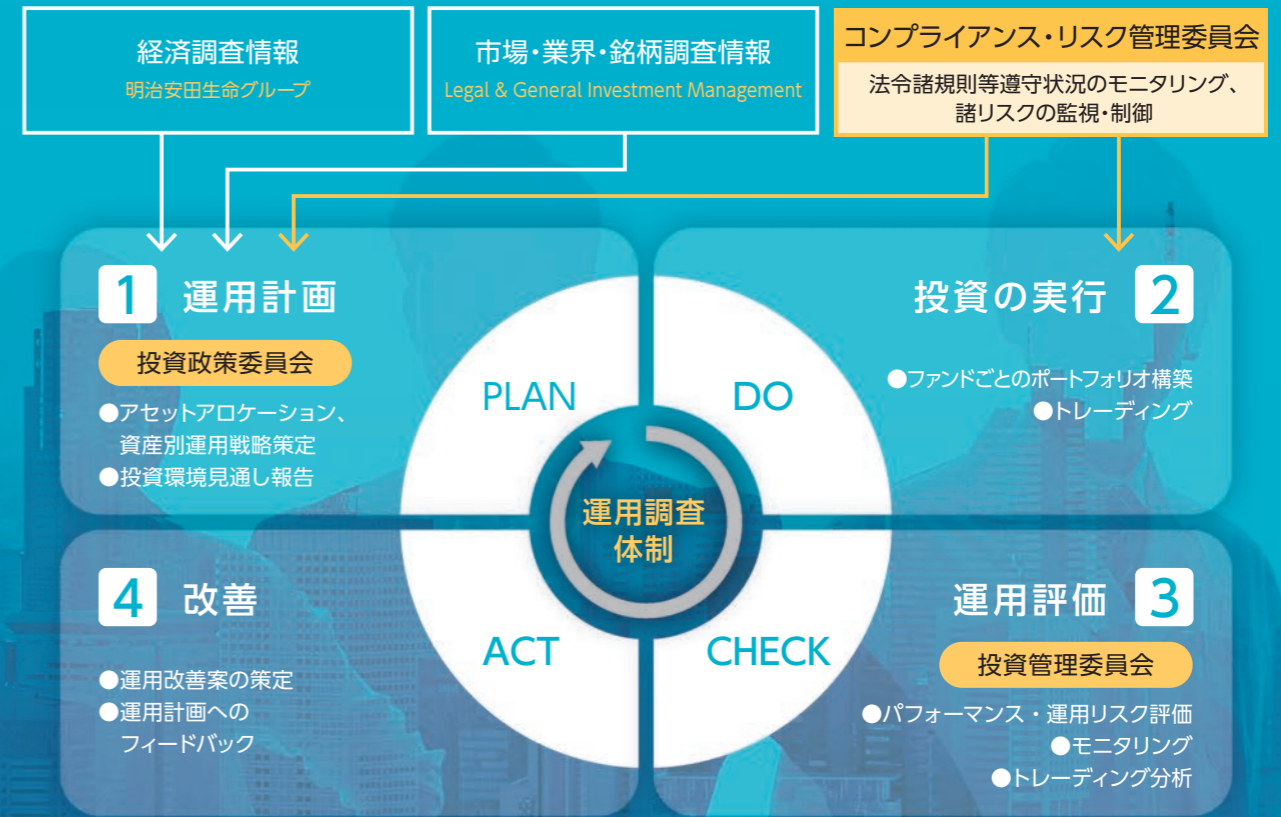 経済調査情報
明治安田生命グループ
市場・業界・銘柄調査情報
Legal & General Investment Management
コンプライアンス・リスク管理委員会
法令諸規則等遵守状況のモニタリング、
諸リスクの監視・制御
1 運用計画
投資政策委員会
●アセットアロケーション、
資産別運用戦略策定
●投資環境見通し報告
PLAN
DO
投資の実行 2
●ファンドごとのポートフォリオ構築
●トレーディング
運用調査
体制
4 改善
●運用改善案の策定
●運用計画への
フィードバック
ACT
CHECK
運用評価 3
投資管理委員会
●パフォーマンス・運用リスク評価
●モニタリング
●トレーディング分析